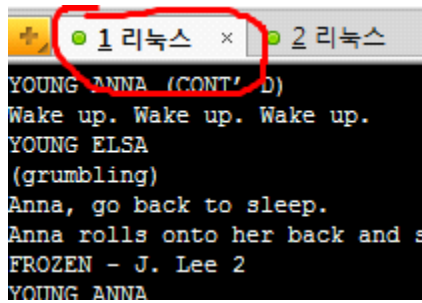 1 리눅스 × 2 리눅스
YOUNG ANNA (CONT’ D)
Wake up. Wake up. Wake up.
YOUNG ELSA
(grumbling)
Anna, go back to sleep.
Anna rolls onto her back and s
FROZEN - J. Lee 2
YOUNG ANNA